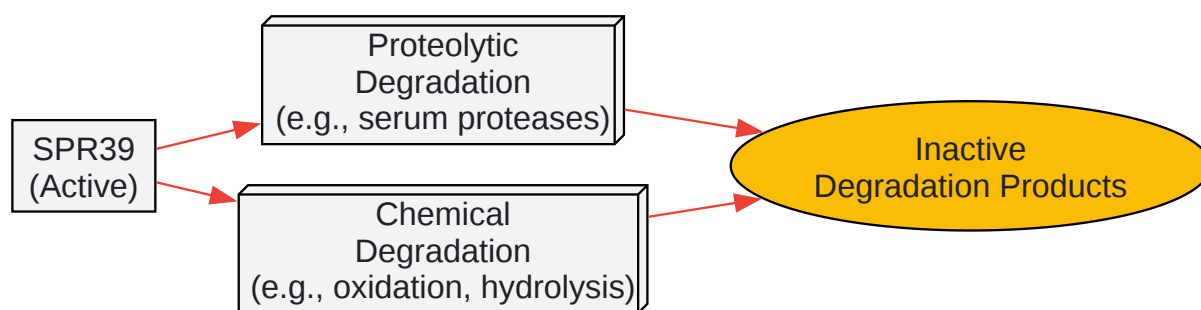 SPR39
(Active)
Proteolytic
Degradation
(e.g., serum proteases)
Chemical
Degradation
(e.g., oxidation, hydrolysis)
Inactive
Degradation Products